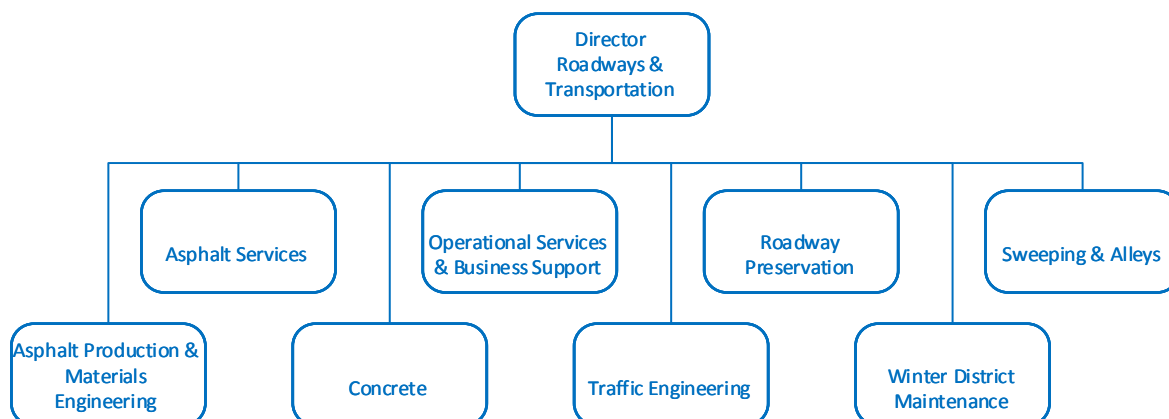 Director
Roadways &
Transportation
Asphalt Services
Operational Services
& Business Support
Roadway
Preservation
Sweeping & Alleys
Asphalt Production &
Materials
Engineering
Concrete
Traffic Engineering
Winter District
Maintenance